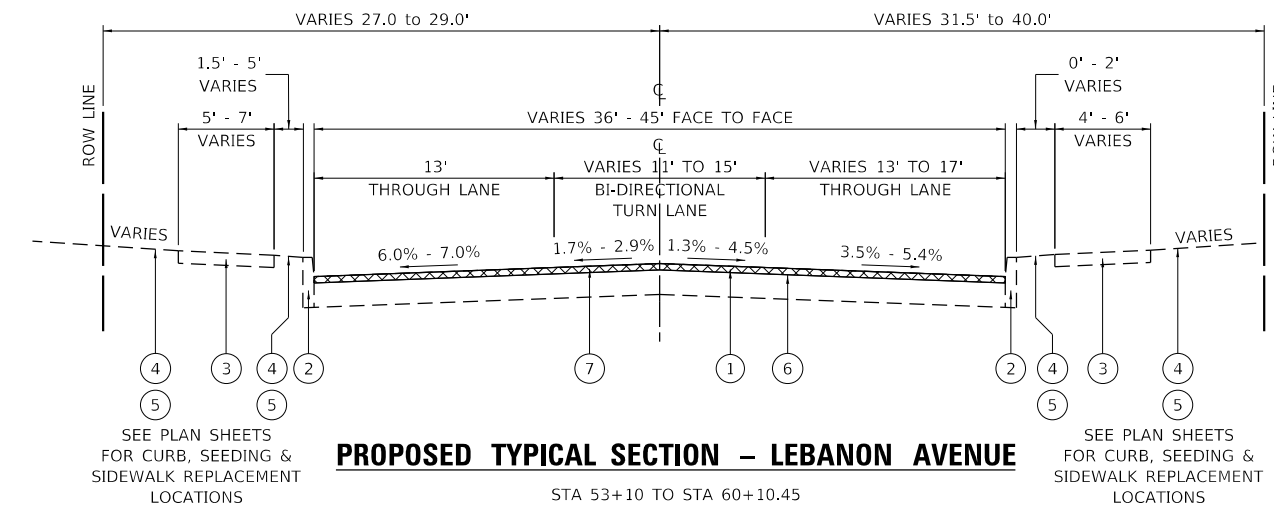 VARIES 27.0 to 29.0'
VARIES 31.5' to 40.0'
1.5' - 5'
VARIES
0' - 2'
VARIES
ROW LINE
5' - 7'
VARIES
℄
VARIES 36' - 45' FACE TO FACE
4' - 6'
VARIES
ROW LINE
℄
13'
THROUGH LANE
VARIES 11' TO 15'
BI-DIRECTIONAL
TURN LANE
VARIES 13' TO 17'
THROUGH LANE
VARIES
6.0% - 7.0%
1.7% - 2.9%
1.3% - 4.5%
3.5% - 5.4%
VARIES
4 3 4 2 7 1 6 2 4 3 4
5 5 5 5
SEE PLAN SHEETS
FOR CURB, SEEDING &
SIDEWALK REPLACEMENT
LOCATIONS
PROPOSED TYPICAL SECTION – LEBANON AVENUE
STA 53+10 TO STA 60+10.45
SEE PLAN SHEETS
FOR CURB, SEEDING &
SIDEWALK REPLACEMENT
LOCATIONS